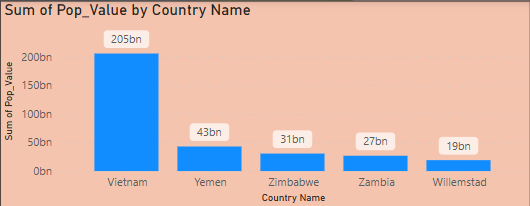 Sum of Pop_Value by Country Name
Sum of Pop_Value
200bn
150bn
100bn
50bn
0bn
205bn
43bn
31bn
27bn
19bn
Vietnam Yemen Zimbabwe Zambia Willemstad
Country Name